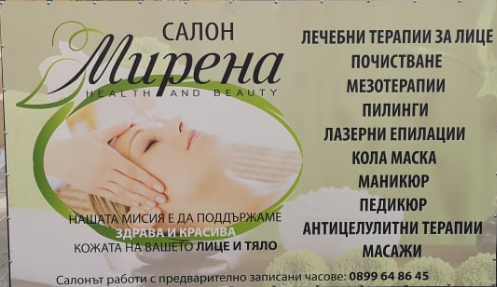 САЛОН
Мирена
HEALTH AND BEAUTY
НАШАТА МИСИЯ Е ДА ПОДДЪРЖАМЕ
ЗДРАВА И КРАСИВА
КОЖАТА НА ВАШЕТО ЛИЦЕ И ТЯЛО
ЛЕЧЕБНИ ТЕРАПИИ ЗА ЛИЦЕ
ПОЧИСТВАНЕ
МЕЗОТЕРАПИИ
ПИЛИНГИ
ЛАЗЕРНИ ЕПИЛАЦИИ
КОЛА МАСКА
МАНИКЮР
ПЕДИКЮР
АНТИЦЕЛУЛИТНИ ТЕРАПИИ
МАСАЖИ
Салонът работи с предварително записани часове: 0899 64 86 45